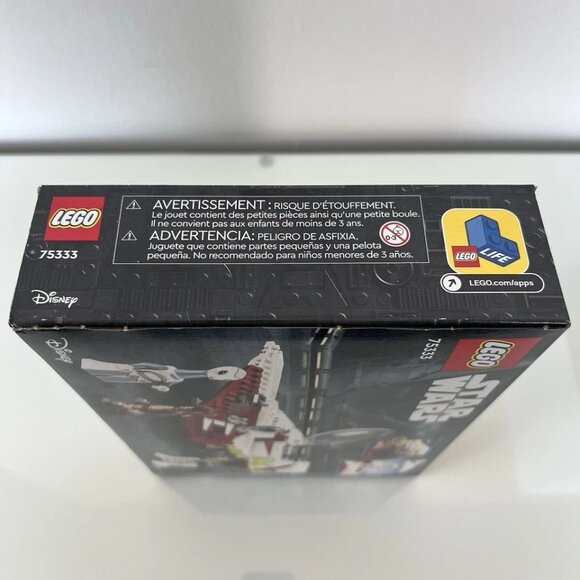 LEGO
75333
Disney
AVERTISSEMENT : RISQUE D'ÉTOUFFEMENT.
Le jouet contient des petites pièces ainsi qu'une petite boule.
Il ne convient pas aux enfants de moins de 3 ans.
ADVERTENCIA: PELIGRO DE ASFIXIA.
Juguete que contiene partes pequeñas y una pelota
pequeña. No recomendado para niños menores de 3 años.
0-3
LEGO
LIFE
LEGO.com/apps
Disney
75333
LEGO
STAR
WARS